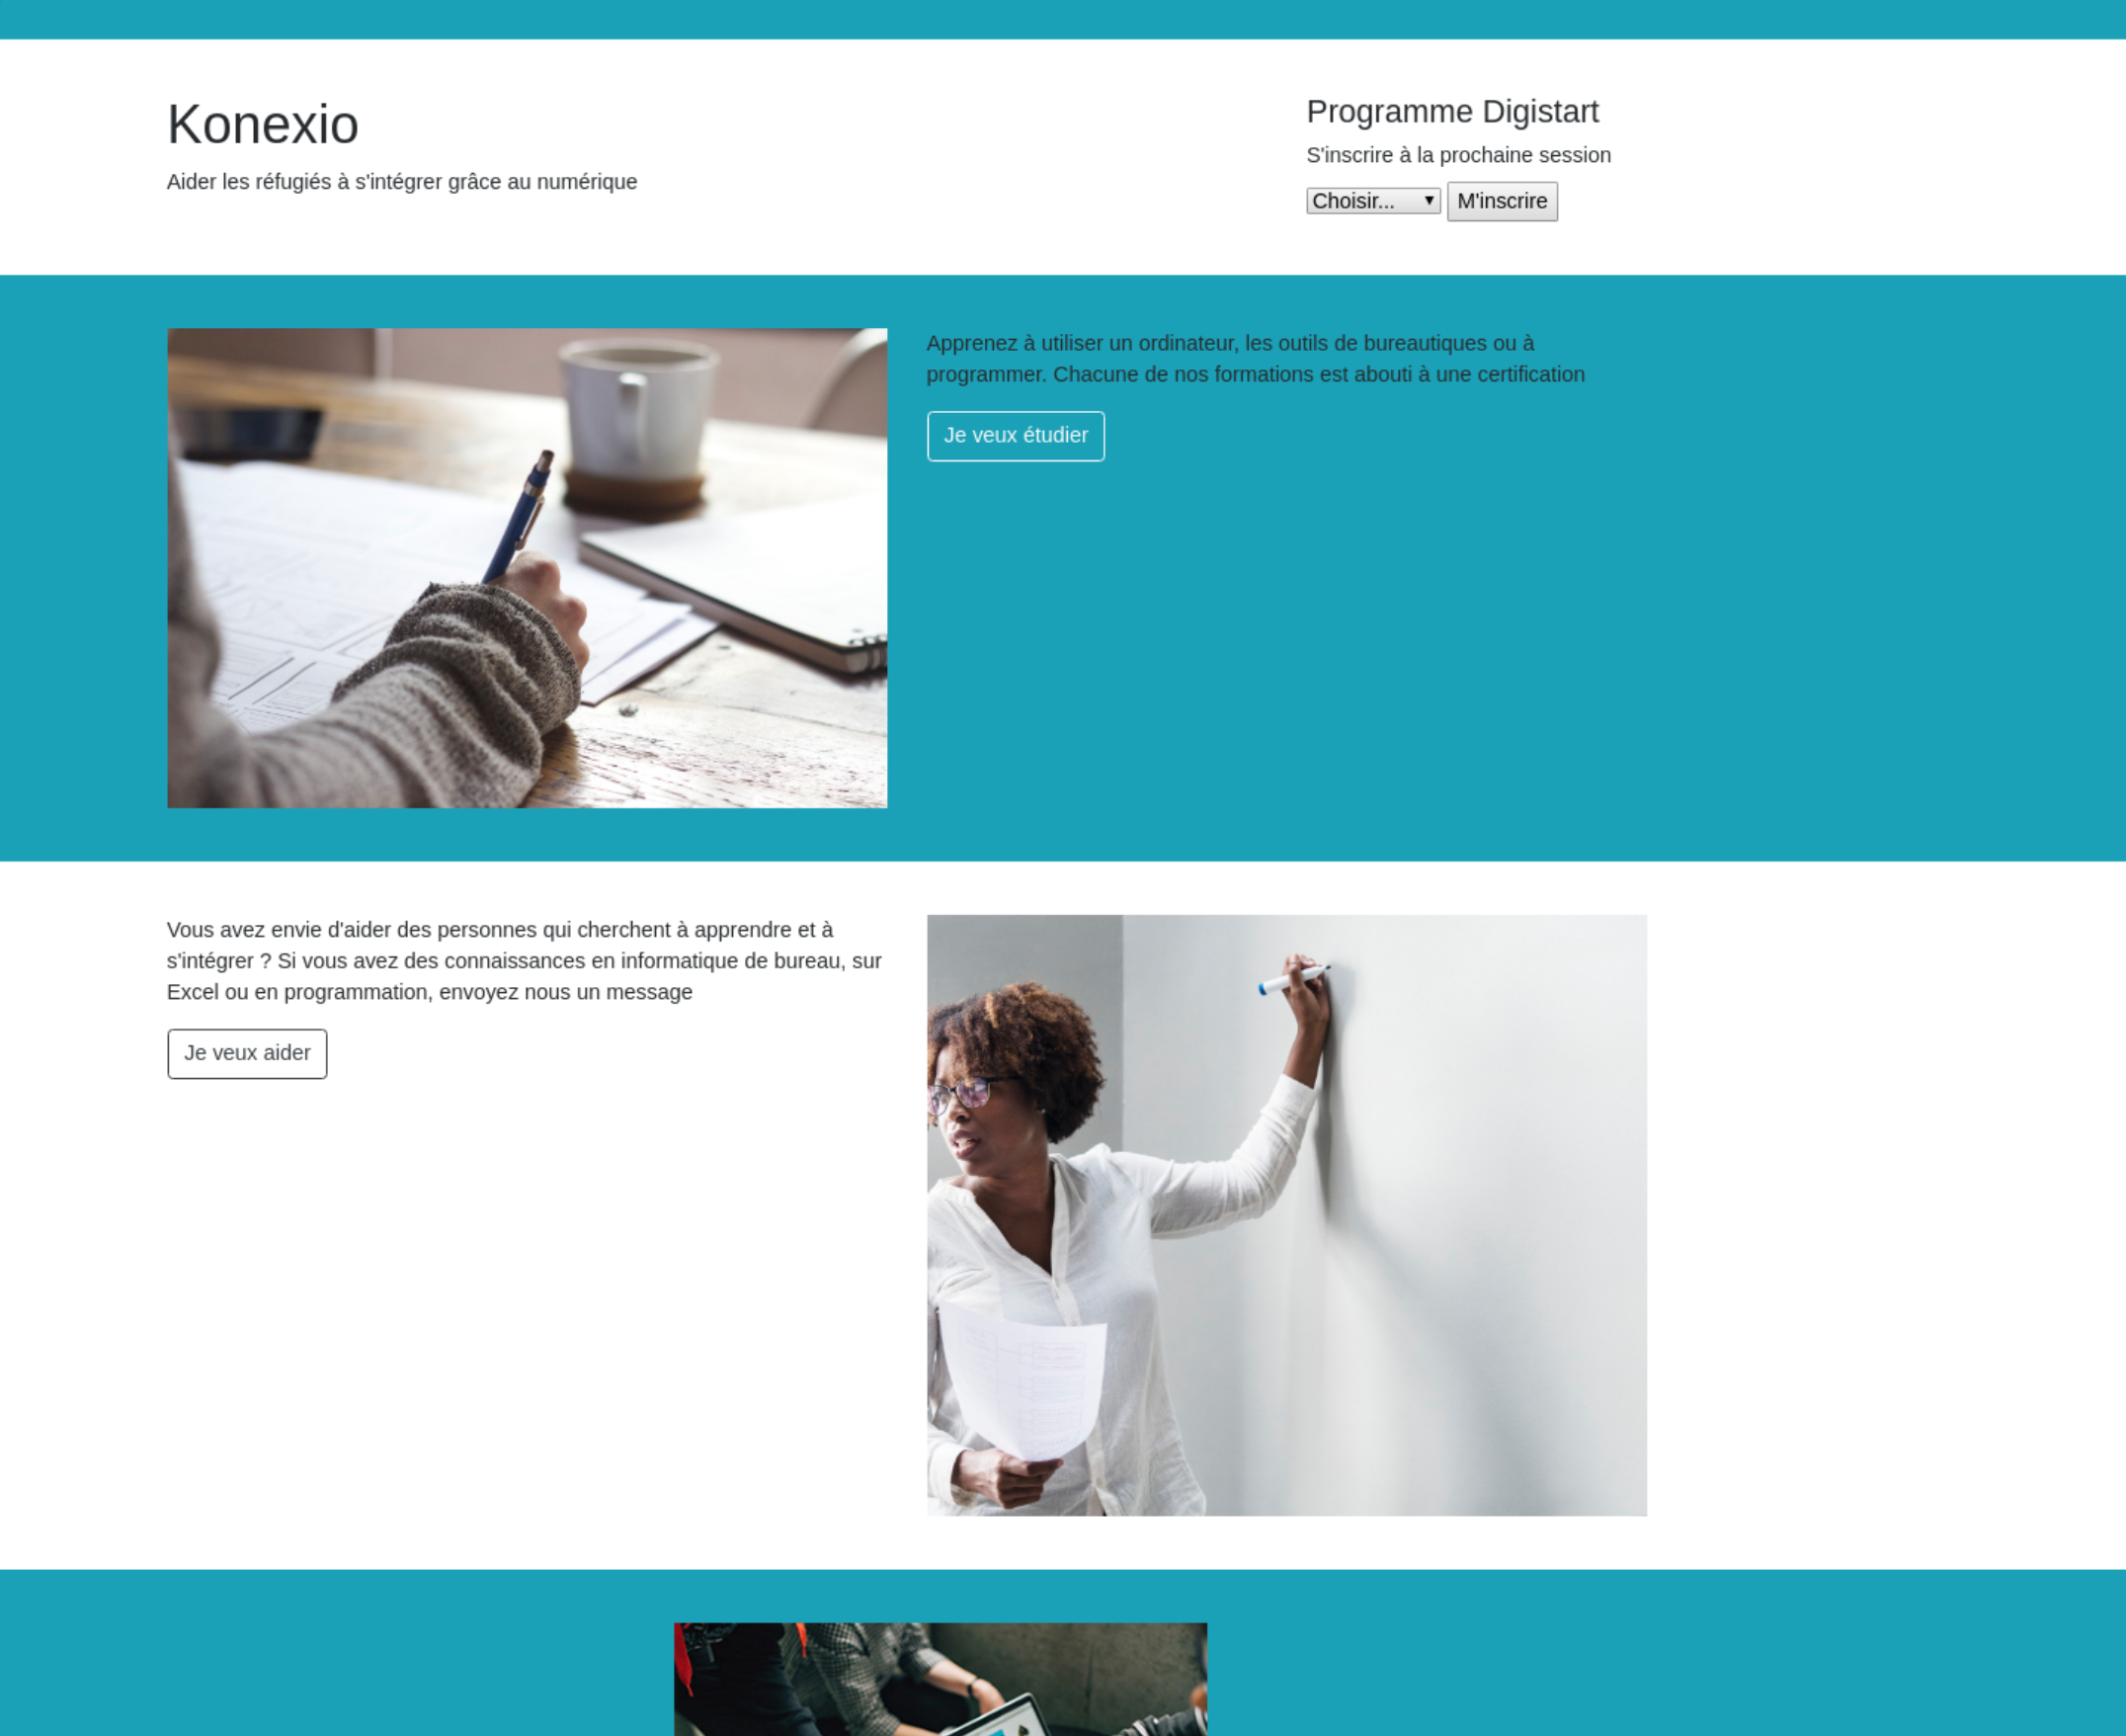 Konexio
Aider les réfugiés à s'intégrer grâce au numérique
Programme Digistart
S'inscrire à la prochaine session
Choisir... M'inscrire
Apprenez à utiliser un ordinateur, les outils de bureautiques ou à
programmer. Chacune de nos formations est abouti à une certification
Je veux étudier
Vous avez envie d'aider des personnes qui cherchent à apprendre et à
s'intégrer ? Si vous avez des connaissances en informatique de bureau, sur
Excel ou en programmation, envoyez nous un message
Je veux aider